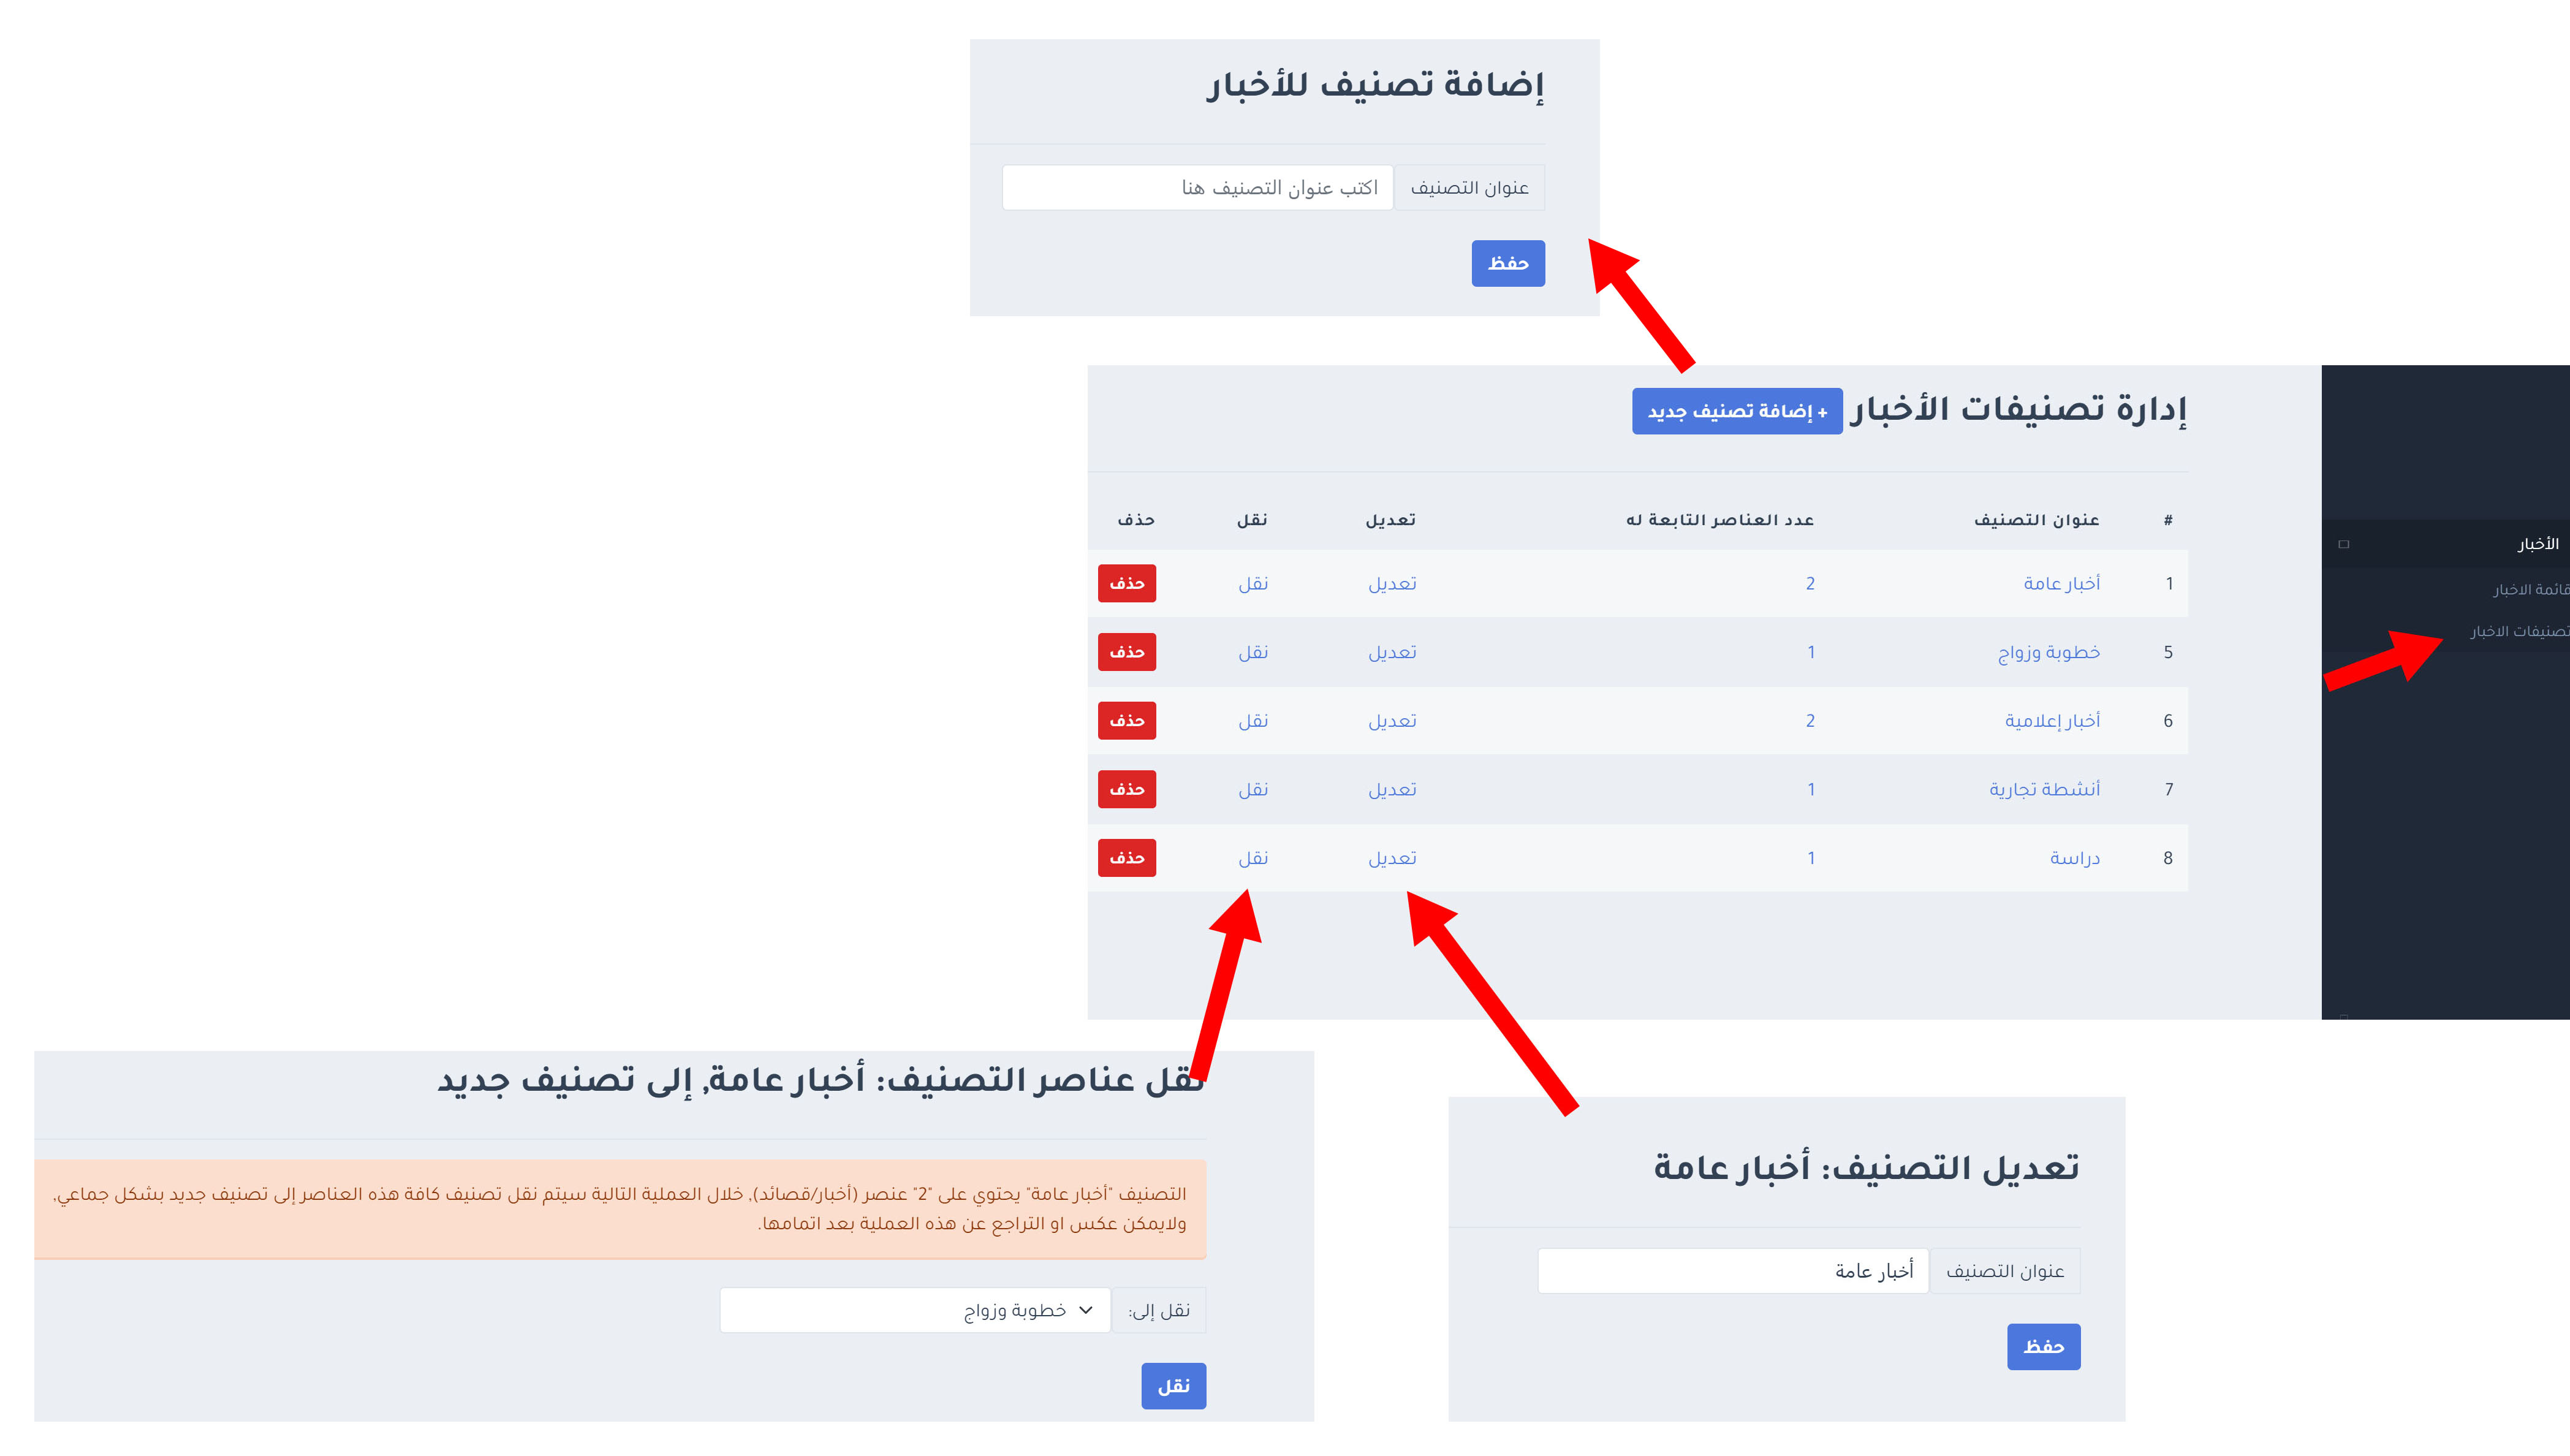 إضافة تصنيف للأخبار
عنوان التصنيف اكتب عنوان التصنيف هنا
حفظ
إدارة تصنيفات الأخبار + إضافة تصنيف جديد
# عنوان التصنيف عدد العناصر التابعة له تعديل نقل حذف
1 أخبار عامة 2 تعديل نقل حذف
5 خطوبة وزواج 1 تعديل نقل حذف
6 أخبار إعلامية 2 تعديل نقل حذف
7 أنشطة تجارية 1 تعديل نقل حذف
8 دراسة 1 تعديل نقل حذف
الأخبار
قائمة الاخبار
تصنيفات الاخبار
تعديل التصنيف: أخبار عامة
عنوان التصنيف أخبار عامة
حفظ
نقل عناصر التصنيف: أخبار عامة, إلى تصنيف جديد
التصنيف "أخبار عامة" يحتوي على "2" عنصر (أخبار/قصائد), خلال العملية التالية سيتم نقل تصنيف كافة هذه العناصر إلى تصنيف جديد بشكل جماعي,
ولايمكن عكس او التراجع عن هذه العملية بعد اتمامها.
نقل إلى: خطوبة وزواج
نقل